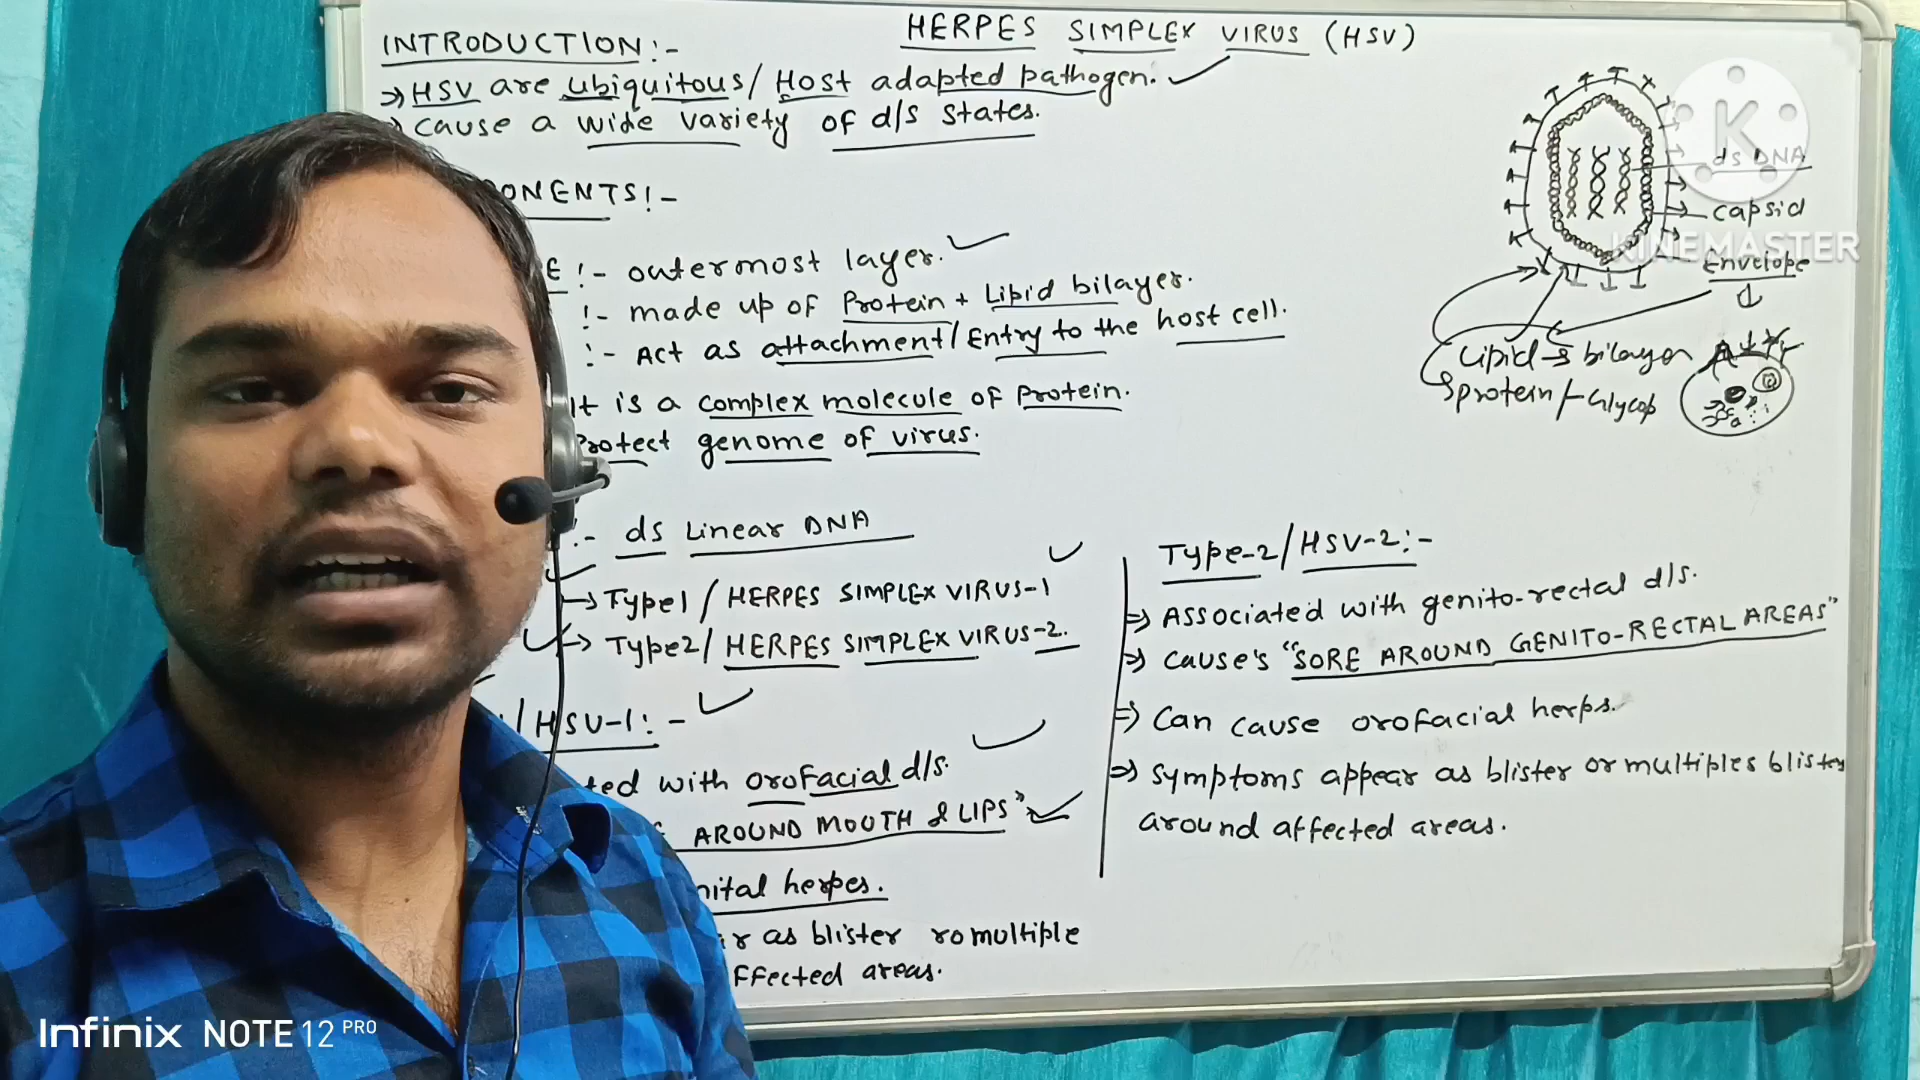 HERPES SIMPLEX VIRUS (HSV)
INTRODUCTION:-
⇒ HSV are ubiquitous/Host adapted pathogen.
cause a wide variety of d/s states.
ONENTS!-
E !- outermost layer.
!- made up of Protein + Lipid bilayer.
:- Act as attachment/Entry to the host cell.
It is a complex molecule of Protein.
Protect genome of virus.
:- ds Linear DNA
→ Type1/HERPES SIMPLEX VIRUS-1
→ Type2/HERPES SIMPLEX VIRUS-2.
/HSV-1:-
ted with orofacial d/s.
AROUND MOUTH & LIPS"
nital herpes.
r as blister romultiple
ffected areas.
Type-2/HSV-2:-
⇒ Associated with genito-rectal d/s.
⇒ cause's "SORE AROUND GENITO-RECTAL AREAS"
⇒ Can cause orofacial herps.
⇒ symptoms appear as blister or multiples blister
around affected areas.
ds DNA
capsid
Envelope
Lipid → bilayer
protein/-Glycop
K
KINEMASTER
Infinix NOTE 12 PRO